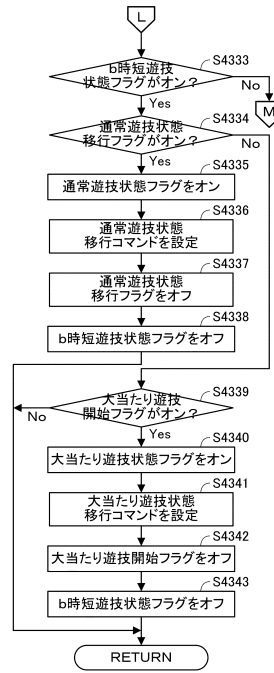 L
b時短遊技
状態フラグがオン？
S4333
Yes
No
M
通常遊技状態
移行フラグがオン？
S4334
Yes
No
S4335
通常遊技状態フラグをオン
S4336
通常遊技状態
移行コマンドを設定
S4337
通常遊技状態
移行フラグをオフ
S4338
b時短遊技状態フラグをオフ
S4339
大当たり遊技
開始フラグがオン？
No
Yes
S4340
大当たり遊技状態フラグをオン
S4341
大当たり遊技状態
移行コマンドを設定
S4342
大当たり遊技開始フラグをオフ
S4343
b時短遊技状態フラグをオフ
RETURN